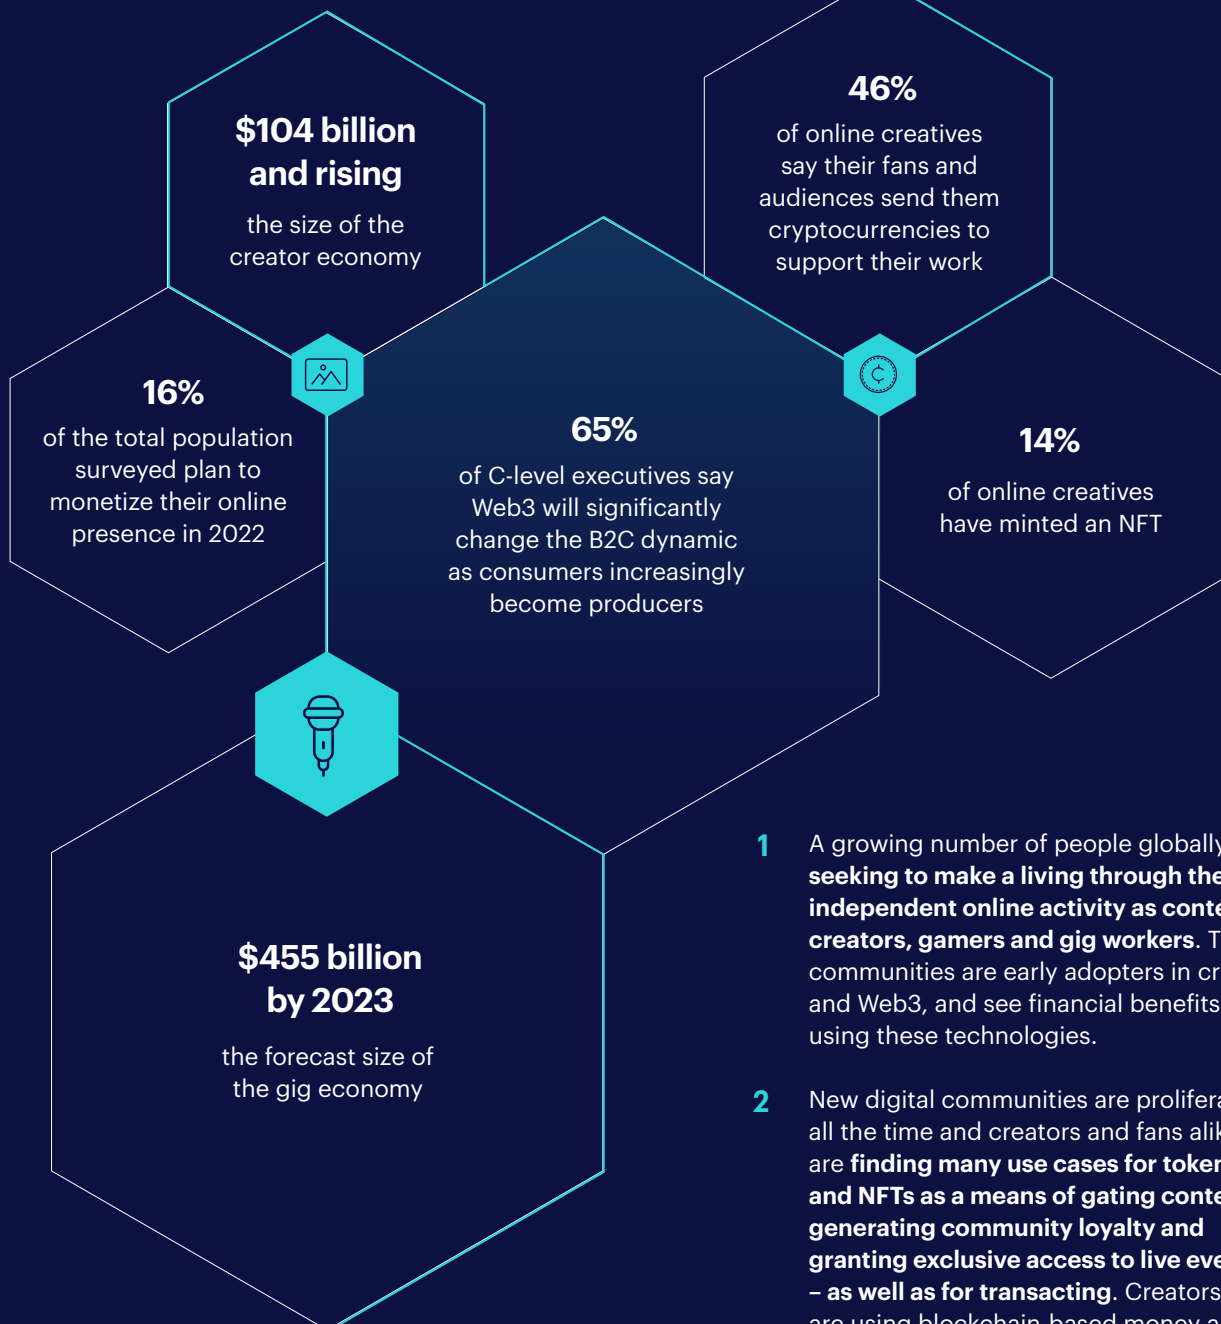 $104 billion
and rising
the size of the
creator economy
46%
of online creatives
say their fans and
audiences send them
cryptocurrencies to
support their work
16%
of the total population
surveyed plan to
monetize their online
presence in 2022
65%
of C-level executives say
Web3 will significantly
change the B2C dynamic
as consumers increasingly
become producers
14%
of online creatives
have minted an NFT
$455 billion
by 2023
the forecast size of
the gig economy
1 A growing number of people globally
seeking to make a living through
independent online activity as
creators, gamers and gig workers.
communities are early adopters in
and Web3, and see financial benefits
using these technologies.
2 New digital communities are
all the time and creators and fans
are finding many use cases for
and NFTs as a means of gating
generating community loyalty and
granting exclusive access to live
– as well as for transacting. Creators
are using blockchain-based money